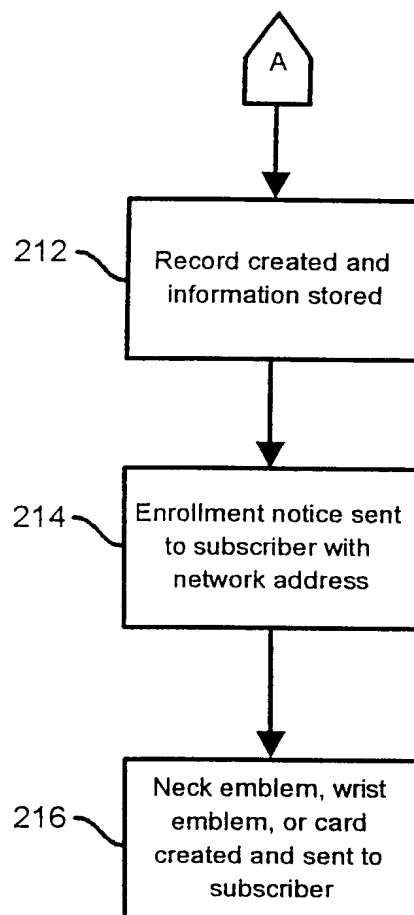 A
212
Record created and
information stored
214
Enrollment notice sent
to subscriber with
network address
216
Neck emblem, wrist
emblem, or card
created and sent to
subscriber